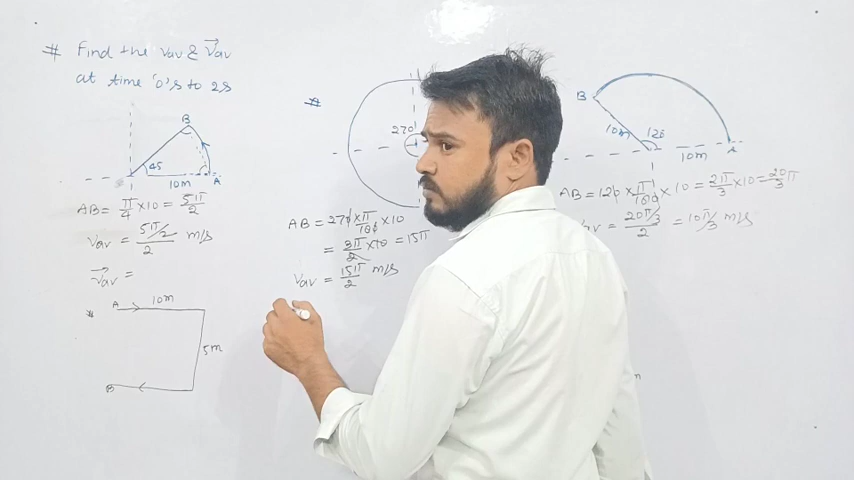 # Find the Vav & V⃗av
at time '0's to 2s
B
45
10m
A
AB = π/4 × 10 = 5π/2
Vav = 5π/2/2 m/s
V⃗av =
A 10m
5m
B
*
270
AB = 270 × π/180 × 10
= 3π/2 × 10 = 15π
Vav = 15π/2 m/s
B
10m
120
10m
A
AB = 120 × π/180 × 10 = 2π/3 × 10 = 20/3 π
av = 20π/3/2 = 10π/3 m/s
m